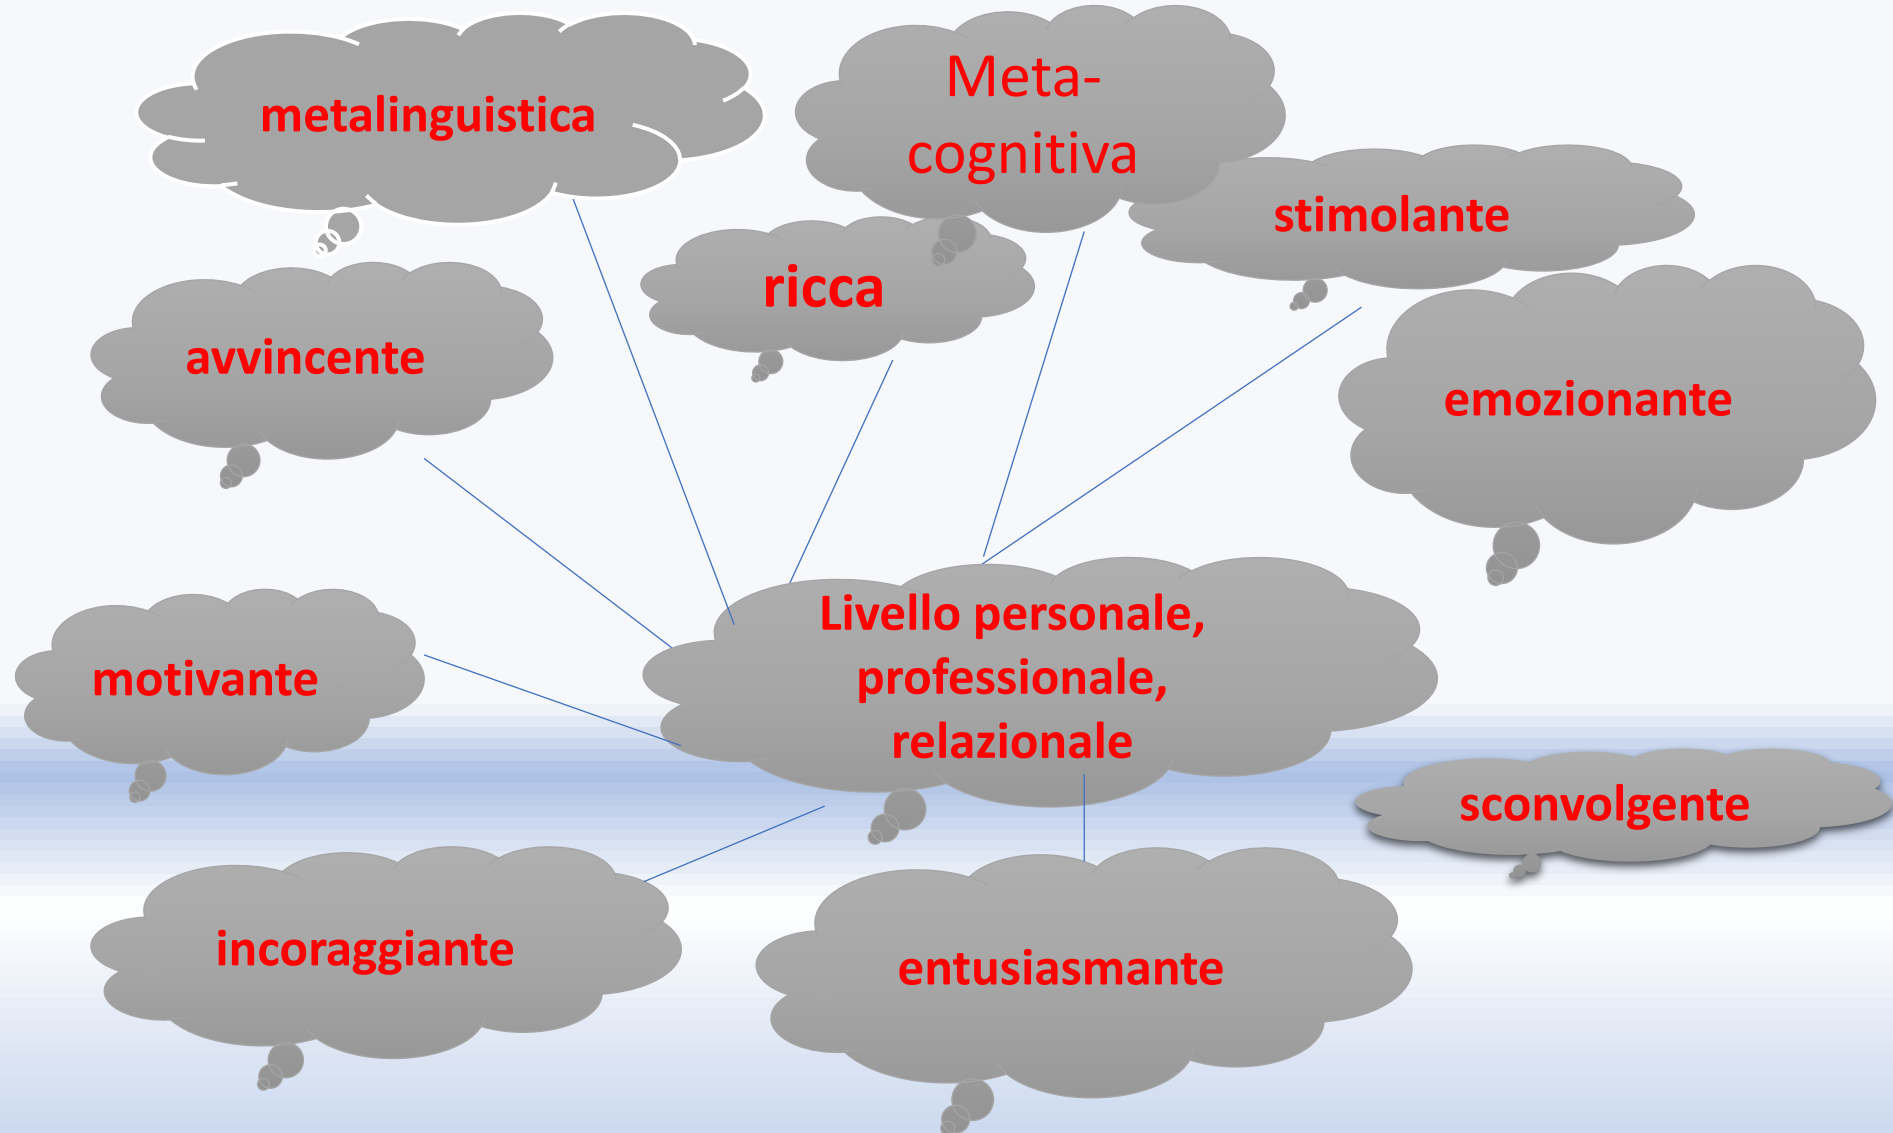 metalinguistica
Meta-
cognitiva
stimolante
ricca
avvincente
emozionante
Livello personale,
professionale,
relazionale
motivante
sconvolgente
incoraggiante
entusiasmante